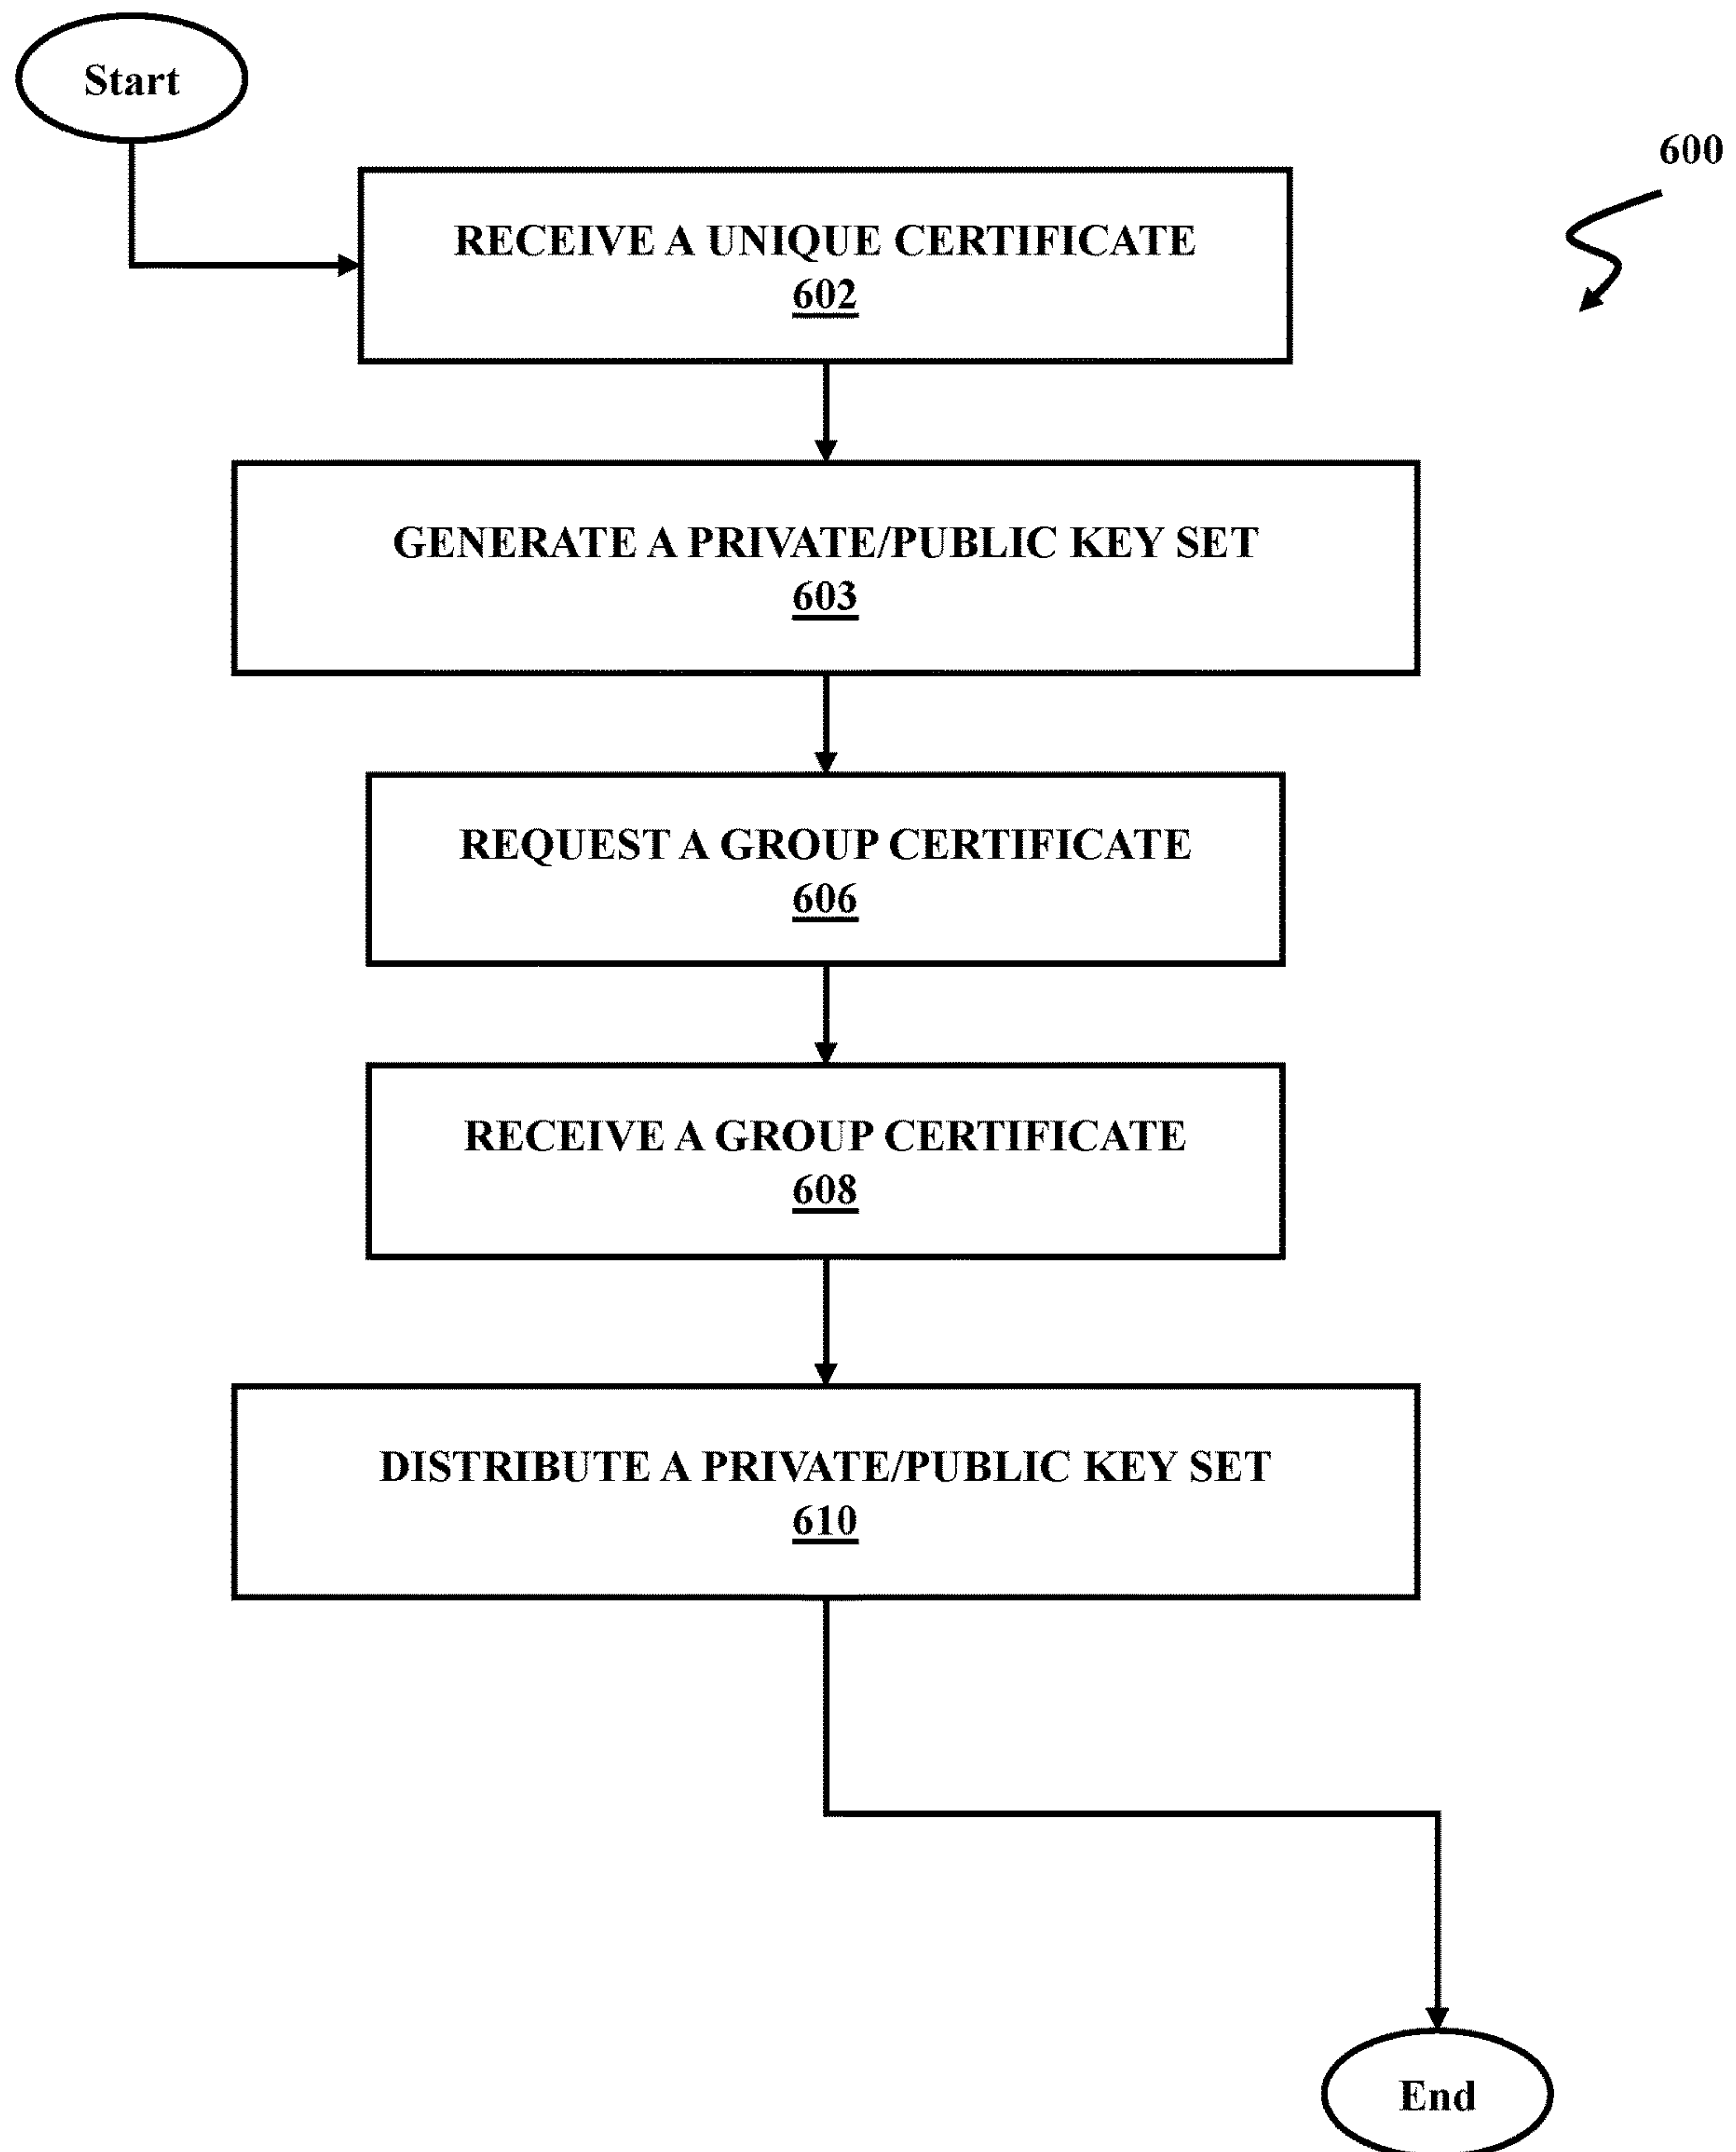 Start
600
RECEIVE A UNIQUE CERTIFICATE
602
GENERATE A PRIVATE/PUBLIC KEY SET
603
REQUEST A GROUP CERTIFICATE
606
RECEIVE A GROUP CERTIFICATE
608
DISTRIBUTE A PRIVATE/PUBLIC KEY SET
610
End